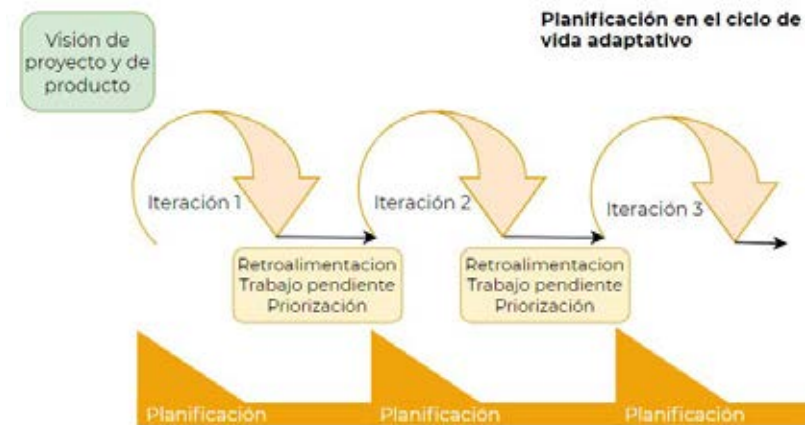 Planificación en el ciclo de
vida adaptativo
Visión de
proyecto y de
producto
Iteración 1
Iteración 2
Iteración 3
Retroalimentacion
Trabajo pendiente
Priorización
Retroalimentacion
Trabajo pendiente
Priorización
Planificación
Planificación
Planificación